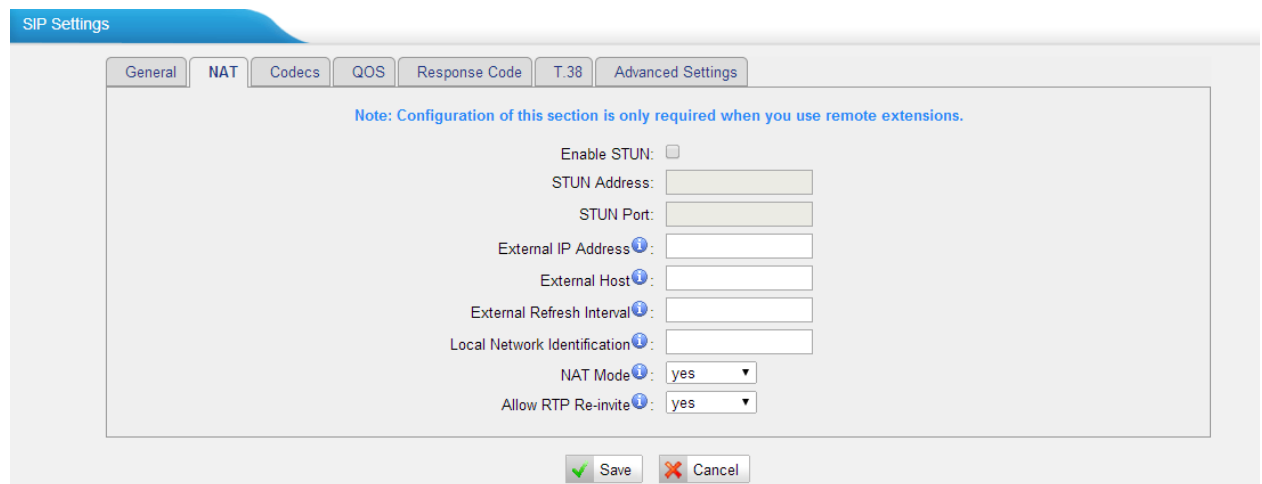 SIP Settings
General NAT Codecs QOS Response Code T.38 Advanced Settings
Note: Configuration of this section is only required when you use remote extensions.
Enable STUN:
STUN Address:
STUN Port:
External IP Address i :
External Host i :
External Refresh Interval i :
Local Network Identification i :
NAT Mode i : yes
Allow RTP Re-invite i : yes
Save Cancel